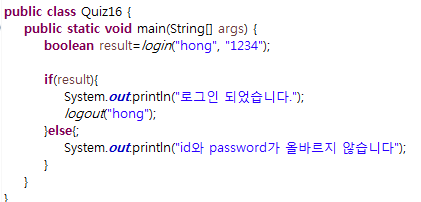 public class Quiz16 {
public static void main(String[] args) {
boolean result=login("hong", "1234");
if(result){
System.out.println("로그인 되었습니다.");
logout("hong");
}else{;
System.out.println("id와 password가 올바르지 않습니다");
}
}
}